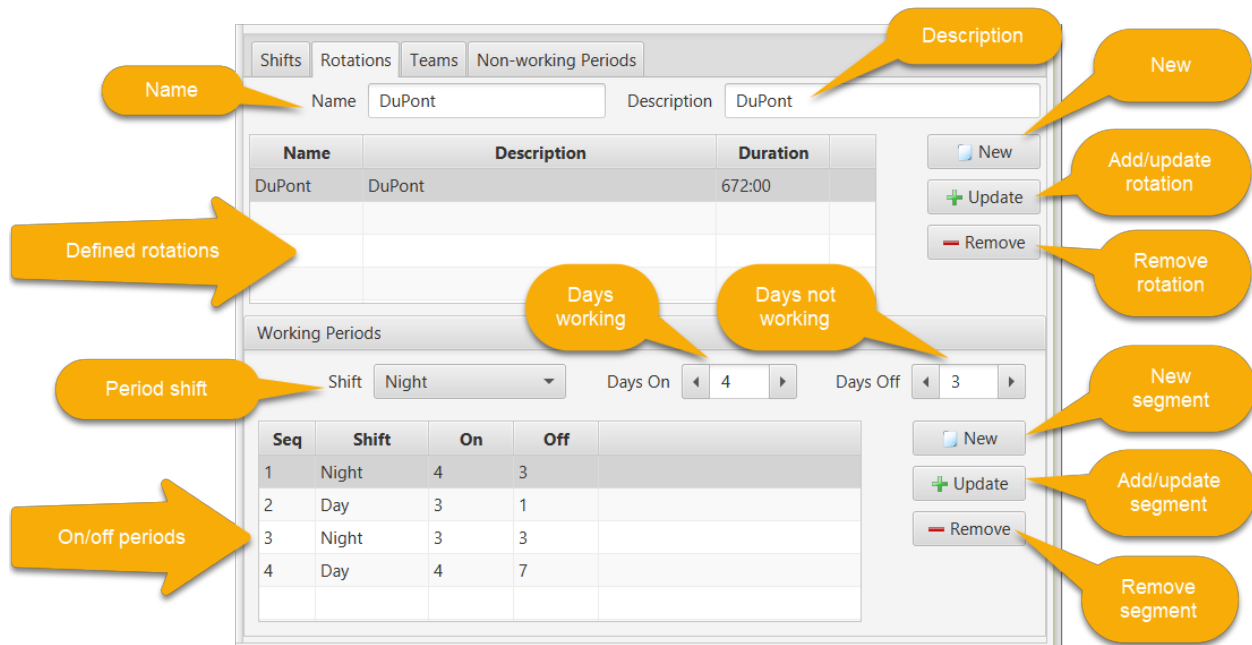 Description
New
Name
Shifts Rotations Teams Non-working Periods
Name DuPont Description DuPont
Name Description Duration
New
DuPont DuPont 672:00
Update
Add/update
rotation
Remove
Defined rotations
Remove
rotation
Days
working
Days not
working
Working Periods
Period shift
Shift Night Days On 4 Days Off 3
New
segment
Seq Shift On Off
New
1 Night 4 3
Update
Add/update
segment
2 Day 3 1
On/off periods
3 Night 3 3
Remove
4 Day 4 7
Remove
segment